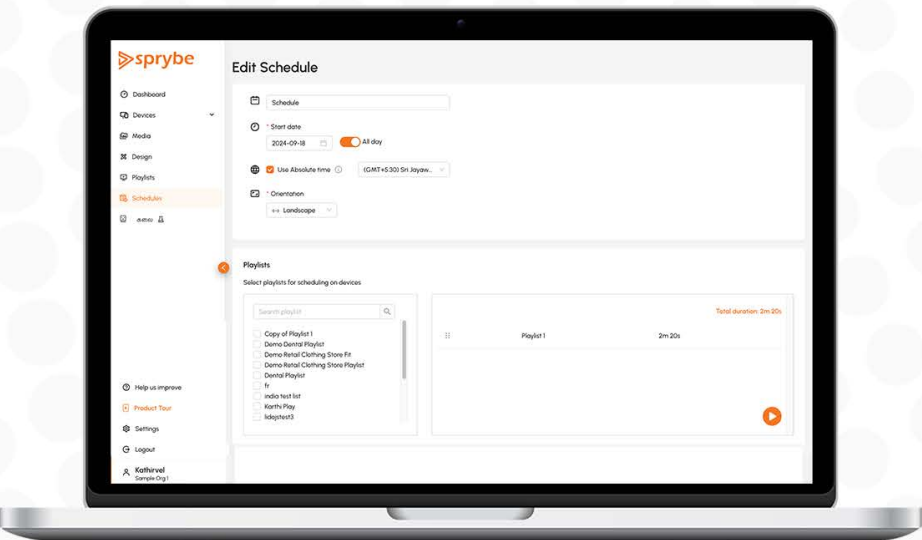 sprybe
Dashboard
Devices
Media
Design
Playlists
Schedules
Help us improve
Product Tour
Settings
Logout
Kathirvel
Sample Org 1
Edit Schedule
Schedule
* Start date
2024-09-18
All day
Use Absolute time
(GMT+5:30) Sri Jayaw...
* Orientation
Landscape
Playlists
Select playlists for scheduling on devices
Search playlist
Copy of Playlist 1
Demo Dental Playlist
Demo Retail Clothing Store Fit
Demo Retail Clothing Store Playlist
Dental Playlist
fr
india test list
Karthi Play
lidejstest3
Total duration: 2m 20s
Playlist 1
2m 20s